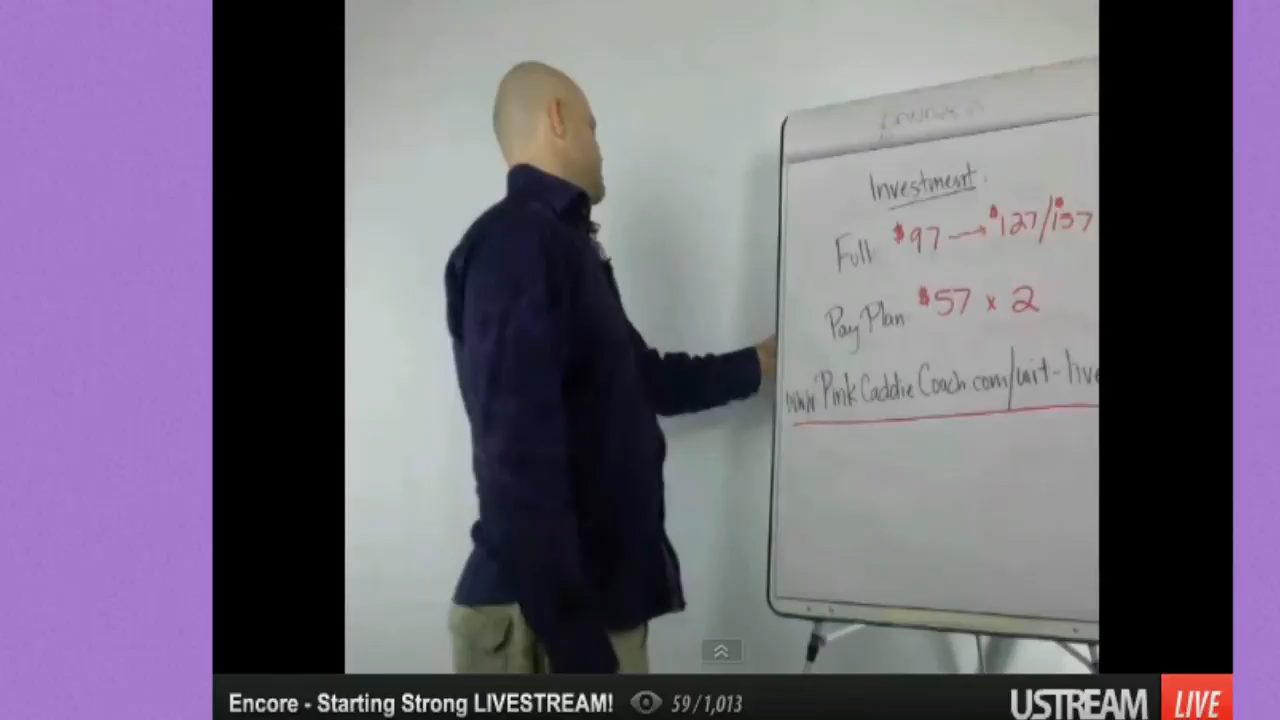 Investment.
Full $97 → $127/$157
Pay Plan $57 x 2
www.PinkCaddieCoach.com/wit-live
Encore - Starting Strong LIVESTREAM! 59/1,013
USTREAM LIVE